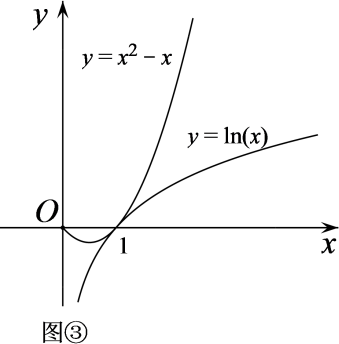 y
y = x² − x
y = ln(x)
O
1
x
图③